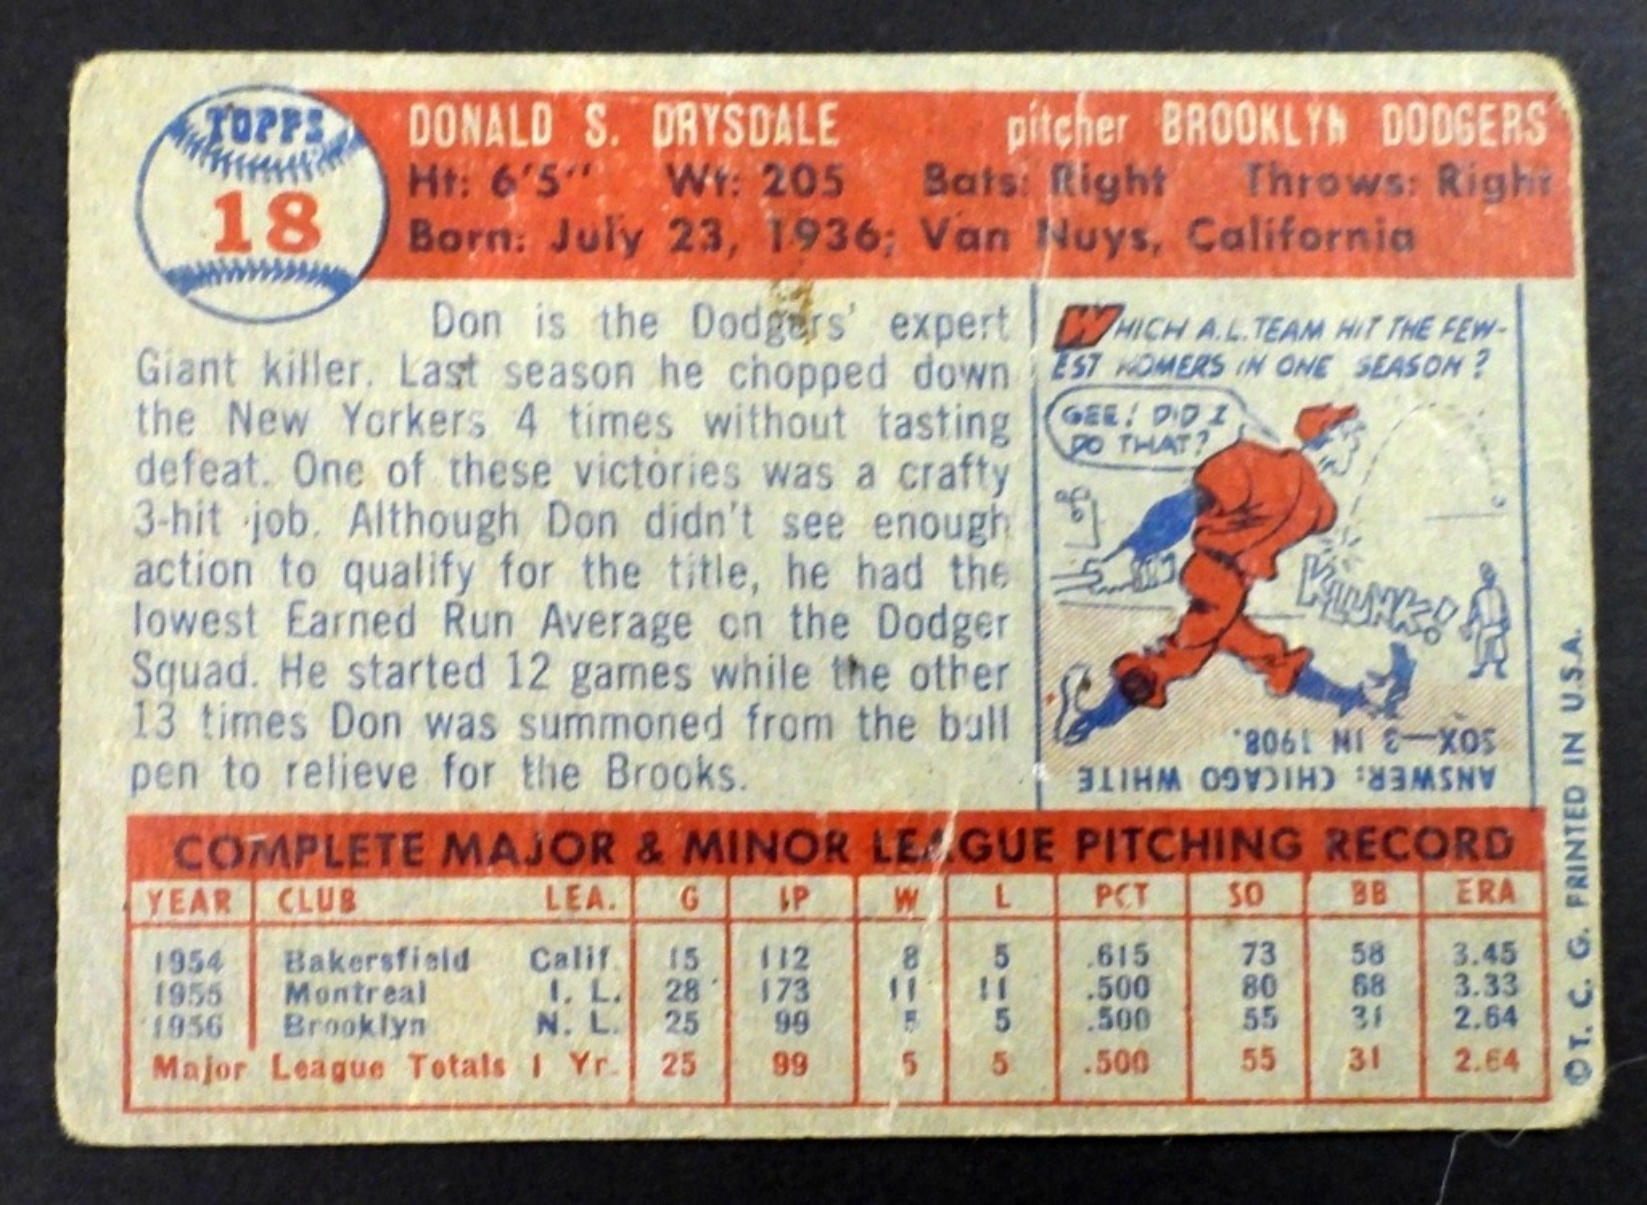 TOPPS
18
DONALD S. DRYSDALE pitcher BROOKLYN DODGERS
Ht: 6'5" Wt: 205 Bats: Right Throws: Right
Born: July 23, 1936; Van Nuys, California
Don is the Dodgers' expert
Giant killer. Last season he chopped down
the New Yorkers 4 times without tasting
defeat. One of these victories was a crafty
3-hit job. Although Don didn't see enough
action to qualify for the title, he had the
lowest Earned Run Average on the Dodger
Squad. He started 12 games while the other
13 times Don was summoned from the bull
pen to relieve for the Brooks.
WHICH A.L. TEAM HIT THE FEW-
EST HOMERS IN ONE SEASON?
GEE! DID I
DO THAT?
KLUNK!
ANSWER: CHICAGO WHITE
SOX—3 IN 1908.
COMPLETE MAJOR & MINOR LEAGUE PITCHING RECORD
YEAR CLUB LEA. G IP W L PCT SO BB ERA
1954 Bakersfield Calif. 15 112 8 5 .615 73 58 3.45
1955 Montreal I. L. 28 173 11 11 .500 80 68 3.33
1956 Brooklyn N. L. 25 99 5 5 .500 55 31 2.64
Major League Totals 1 Yr. 25 99 5 5 .500 55 31 2.64
©T. C. G. PRINTED IN U.S.A.